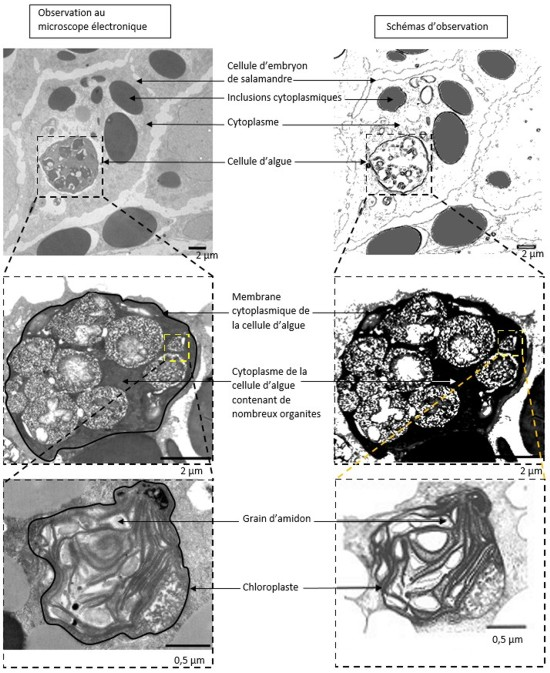 Observation au
microscope électronique
Schémas d'observation
Cellule d'embryon
de salamandre
Inclusions cytoplasmiques
Cytoplasme
Cellule d'algue
2 µm
2 µm
Membrane
cytoplasmique de
la cellule d'algue
Cytoplasme de la
cellule d'algue
contenant de
nombreux organites
2 µm
2 µm
Grain d'amidon
Chloroplaste
0,5 µm
0,5 µm